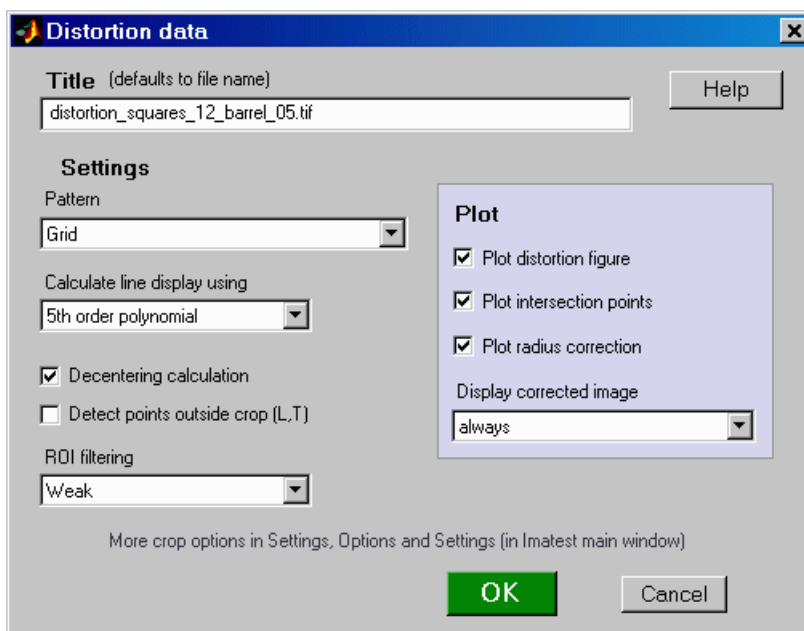 Distortion data
Title (defaults to file name)
Help
distortion_squares_12_barrel_05.tif
Settings
Pattern
Grid
Calculate line display using
5th order polynomial
Decentering calculation
Detect points outside crop (L,T)
ROI filtering
Weak
Plot
Plot distortion figure
Plot intersection points
Plot radius correction
Display corrected image
always
More crop options in Settings, Options and Settings (in Imatest main window)
OK
Cancel